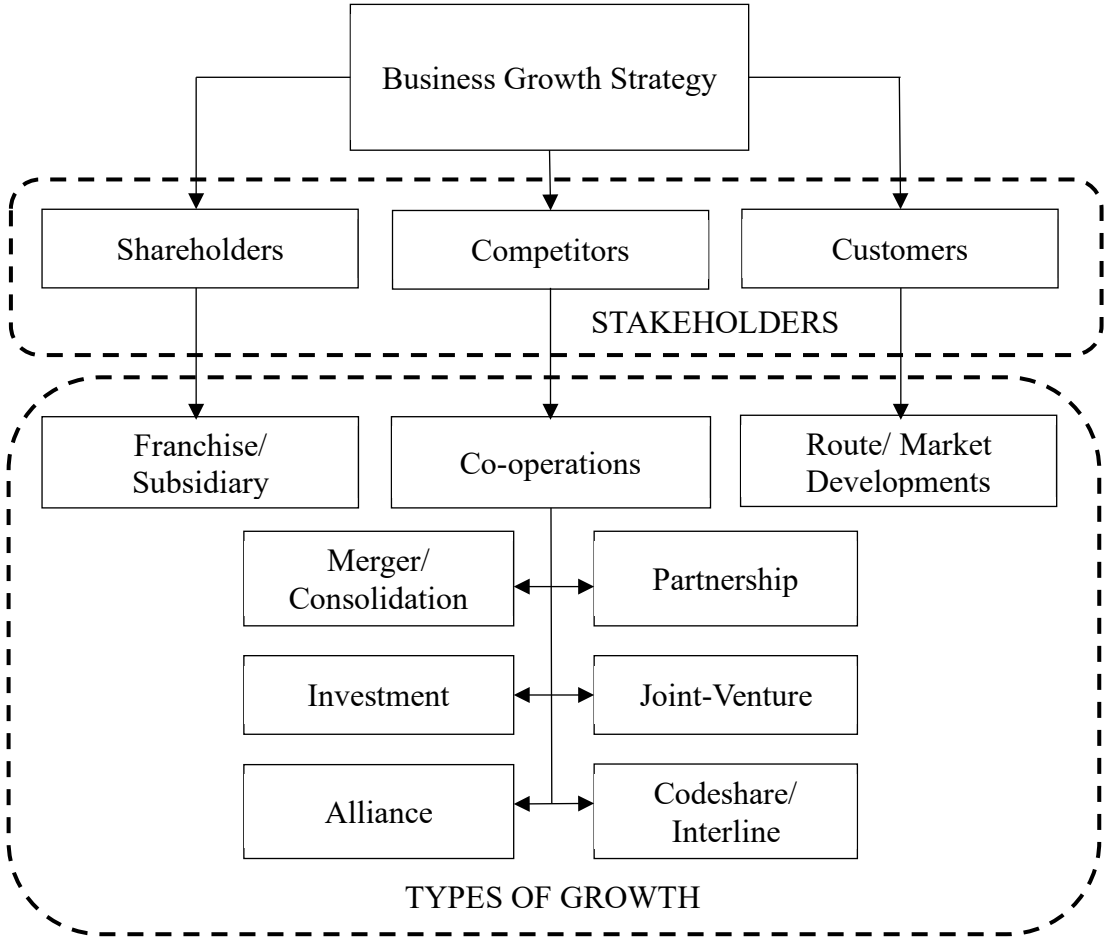 Business Growth Strategy
Shareholders
Competitors
Customers
STAKEHOLDERS
Franchise/
Subsidiary
Co-operations
Route/ Market
Developments
Merger/
Consolidation
Partnership
Investment
Joint-Venture
Alliance
Codeshare/
Interline
TYPES OF GROWTH